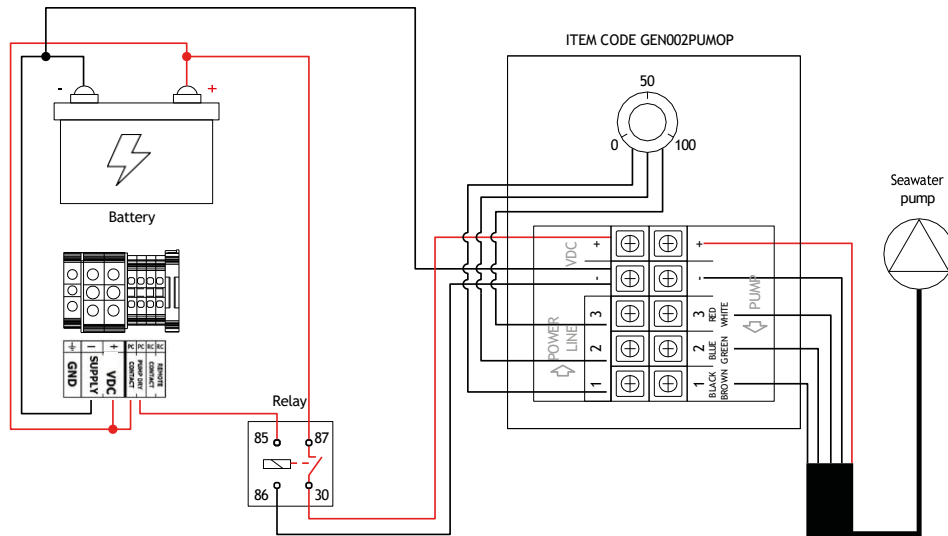 ITEM CODE GEN002PUMOP
50
0
100
Seawater
pump
-
+
Battery
VDC
+
-
3
2
1
POWER
LINE
+
-
3
RED
WHITE
2
BLUE
GREEN
1
BLACK
BROWN
PUMP
GND
SUPPLY
-
+
VDC
PC
PC
PUMP DRY
CONTACT
RC
RC
REMOTE
CONTACT
Relay
85
87
86
30